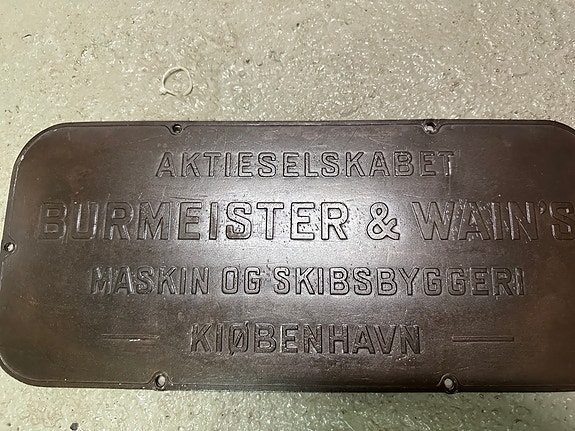 AKTIESELSKABET
BURMEISTER & WAIN'S
MASKIN OG SKIBSBYGGERI
KIØBENHAVN